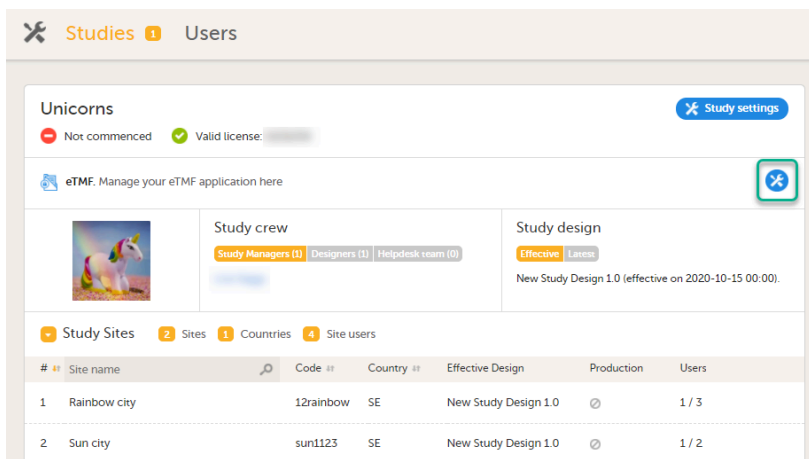 Studies 1 Users
Unicorns
Study settings
Not commenced Valid license:
eTMF. Manage your eTMF application here
Study crew
Study Managers (1) Designers (1) Helpdesk team (0)
Study design
Effective Latest
New Study Design 1.0 (effective on 2020-10-15 00:00).
Study Sites 2 Sites 1 Countries 4 Site users
# Site name Code Country Effective Design Production Users
1 Rainbow city 12rainbow SE New Study Design 1.0 1 / 3
2 Sun city sun1123 SE New Study Design 1.0 1 / 2